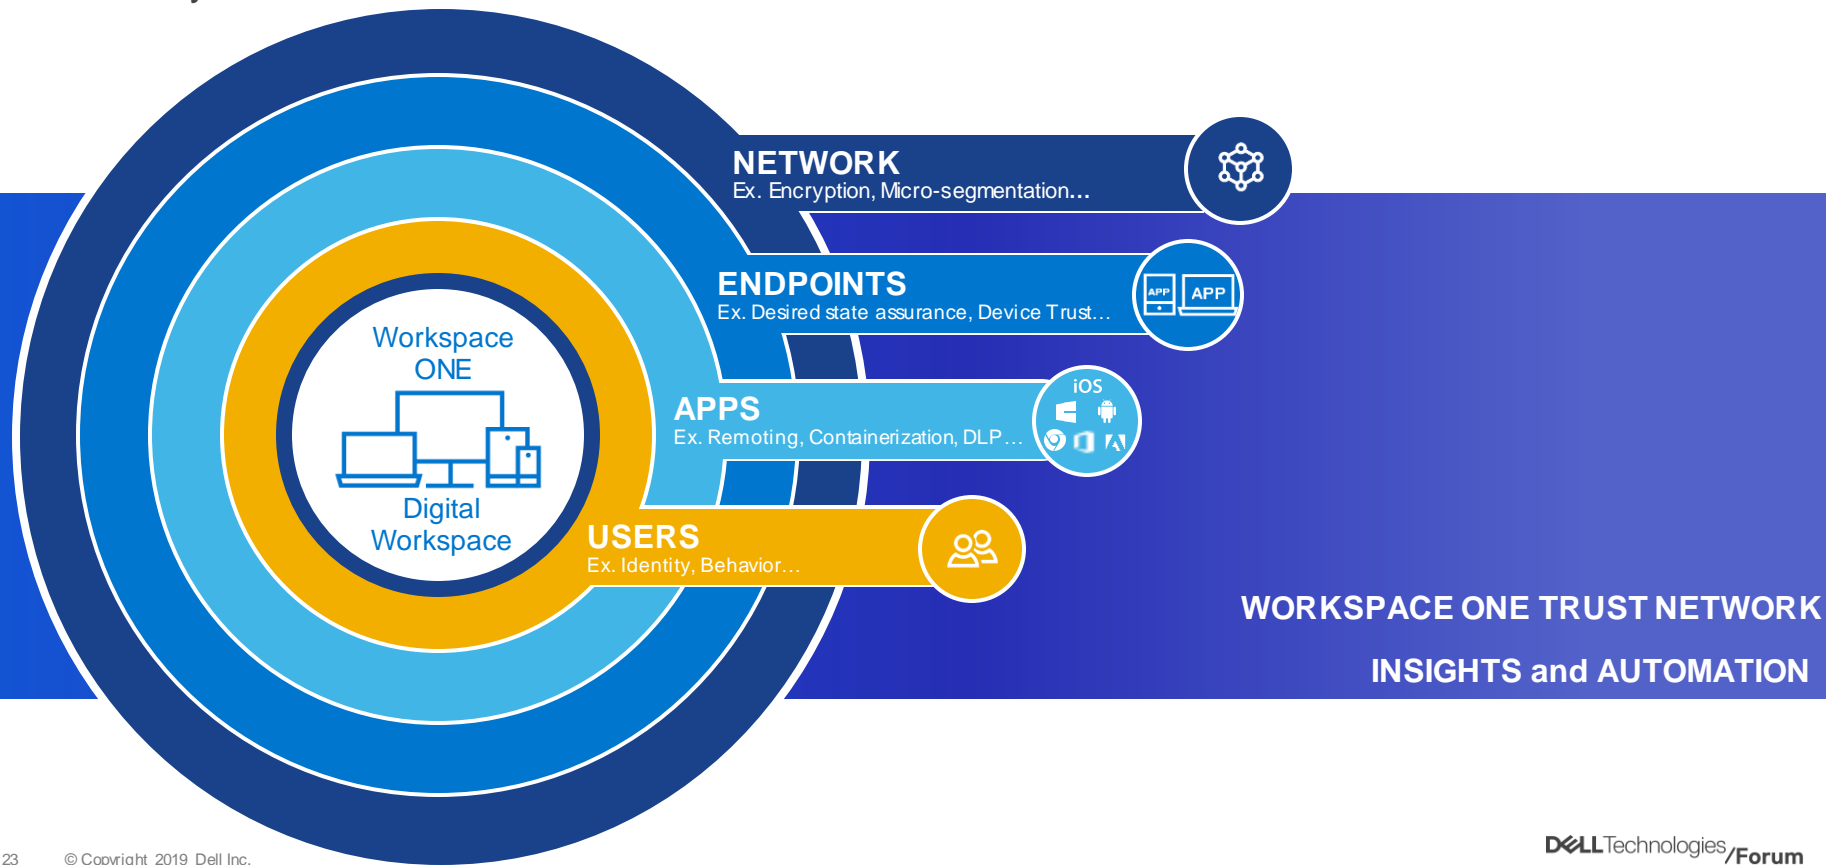 NETWORK
Ex. Encryption, Micro-segmentation...
ENDPOINTS
Ex. Desired state assurance, Device Trust...
APP
APP
Workspace
ONE
Digital
Workspace
APPS
Ex. Remoting, Containerization, DLP...
iOS
USERS
Ex. Identity, Behavior...
WORKSPACE ONE TRUST NETWORK
INSIGHTS and AUTOMATION
23 © Copyright 2019 Dell Inc.
DELLTechnologies/Forum